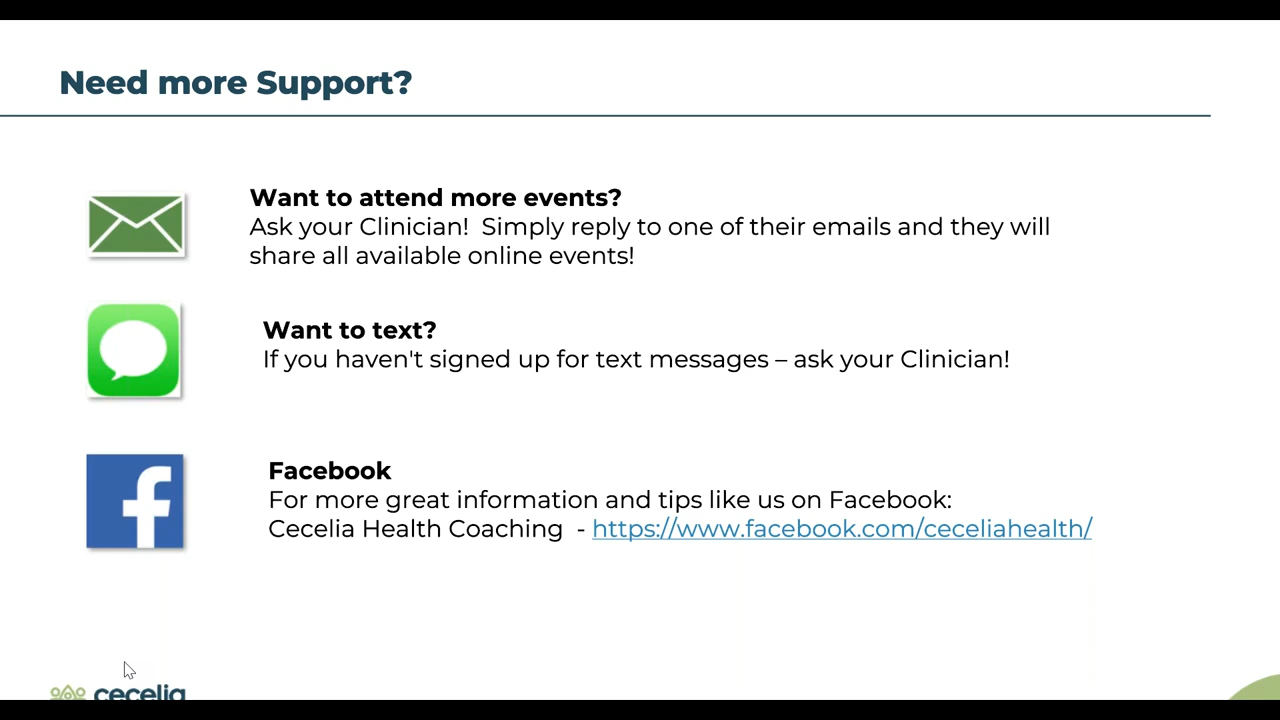 Need more Support?
Want to attend more events?
Ask your Clinician!  Simply reply to one of their emails and they will
share all available online events!
Want to text?
If you haven't signed up for text messages – ask your Clinician!
Facebook
For more great information and tips like us on Facebook:
Cecelia Health Coaching  - https://www.facebook.com/ceceliahealth/
cecelia